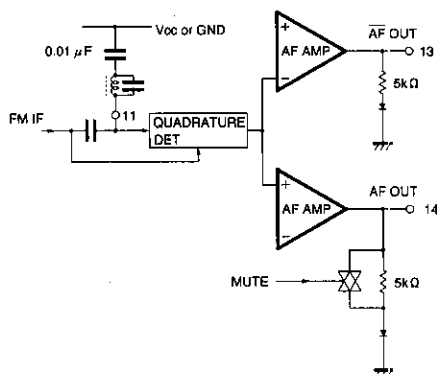 Vcc or GND
0.01 μF
11
FM IF
QUADRATURE
DET
+
AF AMP
−
AF OUT
13
5kΩ
+
AF AMP
−
AF OUT
14
MUTE
5kΩ